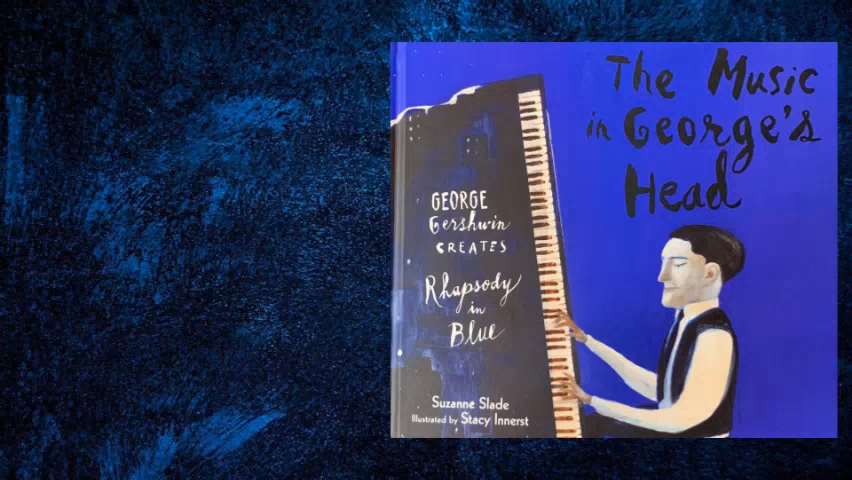 The Music
in George's
Head
GEORGE
Gershwin
CREATES
Rhapsody
in
Blue
Suzanne Slade
Illustrated by Stacy Innerst